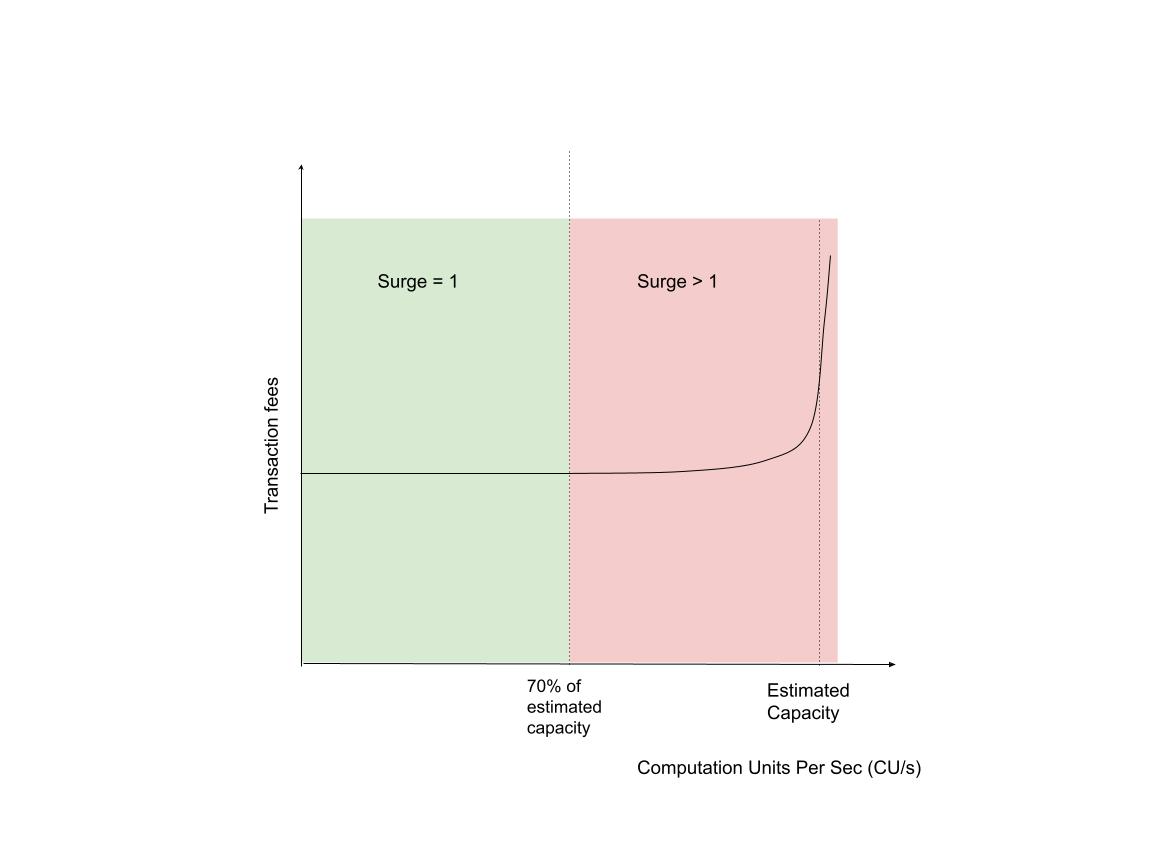 Surge = 1
Surge > 1
Transaction fees
70% of
estimated
capacity
Estimated
Capacity
Computation Units Per Sec (CU/s)